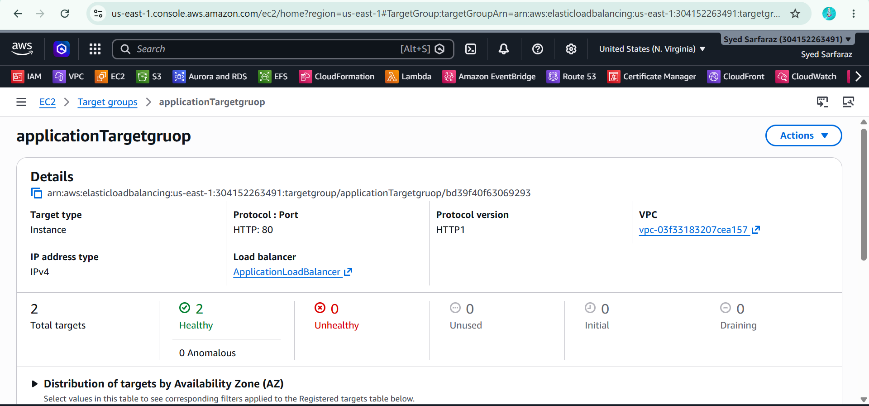 us-east-1.console.aws.amazon.com/ec2/home?region=us-east-1#TargetGroup:targetGroupArn=arn:aws:elasticloadbalancing:us-east-1:304152263491:targetgr...
aws Search [Alt+S] United States (N. Virginia) Syed Sarfaraz (304152263491)
Syed Sarfaraz
IAM VPC EC2 S3 Aurora and RDS EFS CloudFormation Lambda Amazon EventBridge Route 53 Certificate Manager CloudFront CloudWatch
EC2 > Target groups > applicationTargetgruop
applicationTargetgruop Actions
Details
arn:aws:elasticloadbalancing:us-east-1:304152263491:targetgroup/applicationTargetgruop/bd39f40f63069293
Target type Protocol : Port Protocol version VPC
Instance HTTP: 80 HTTP1 vpc-03f33183207cea157
IP address type Load balancer
IPv4 ApplicationLoadBalancer
2 2 0 0 0 0
Total targets Healthy Unhealthy Unused Initial Draining
0 Anomalous
Distribution of targets by Availability Zone (AZ)
Select values in this table to see corresponding filters applied to the Registered targets table below.